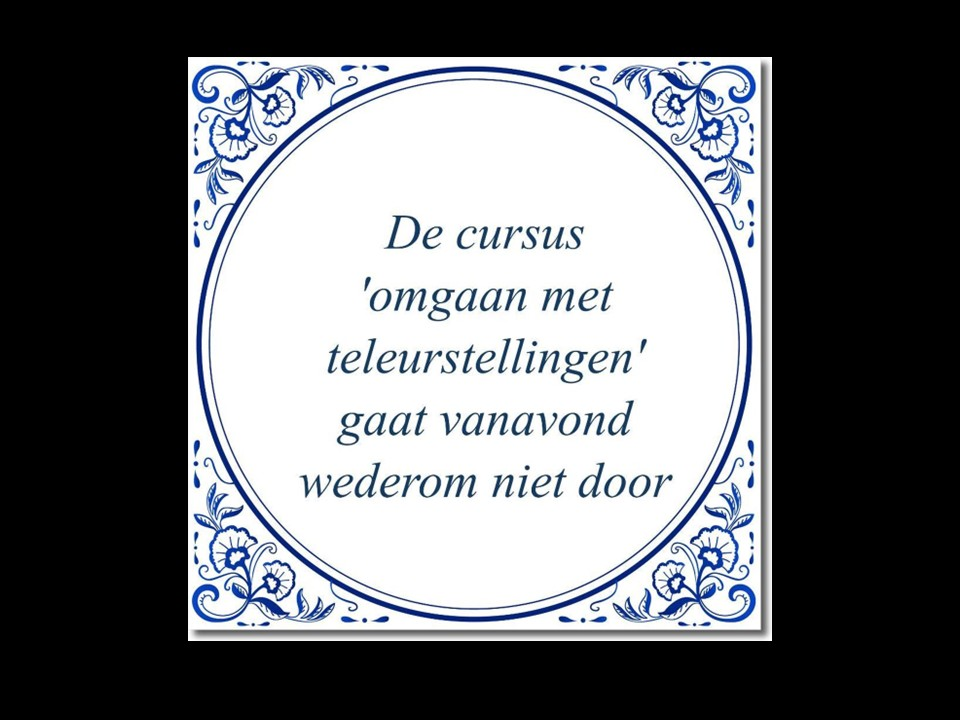 De cursus
'omgaan met
teleurstellingen'
gaat vanavond
wederom niet door